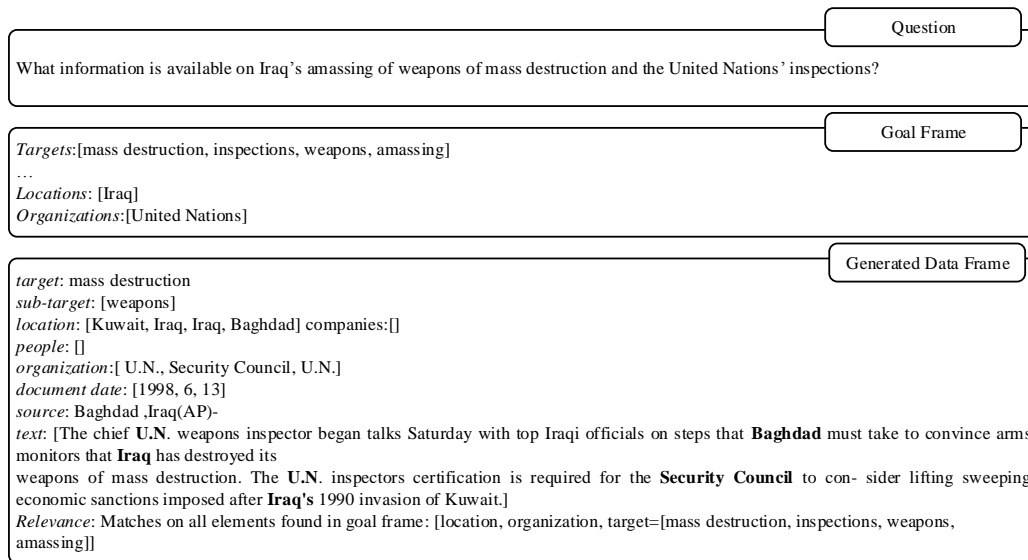 Question
What information is available on Iraq's amassing of weapons of mass destruction and the United Nations' inspections?
Goal Frame
Targets:[mass destruction, inspections, weapons, amassing]
…
Locations: [Iraq]
Organizations:[United Nations]
Generated Data Frame
target: mass destruction
sub-target: [weapons]
location: [Kuwait, Iraq, Iraq, Baghdad] companies:[]
people: []
organization:[ U.N., Security Council, U.N.]
document date: [1998, 6, 13]
source: Baghdad ,Iraq(AP)-
text: [The chief U.N. weapons inspector began talks Saturday with top Iraqi officials on steps that Baghdad must take to convince arms
monitors that Iraq has destroyed its
weapons of mass destruction. The U.N. inspectors certification is required for the Security Council to con- sider lifting sweeping
economic sanctions imposed after Iraq's 1990 invasion of Kuwait.]
Relevance: Matches on all elements found in goal frame: [location, organization, target=[mass destruction, inspections, weapons,
amassing]]